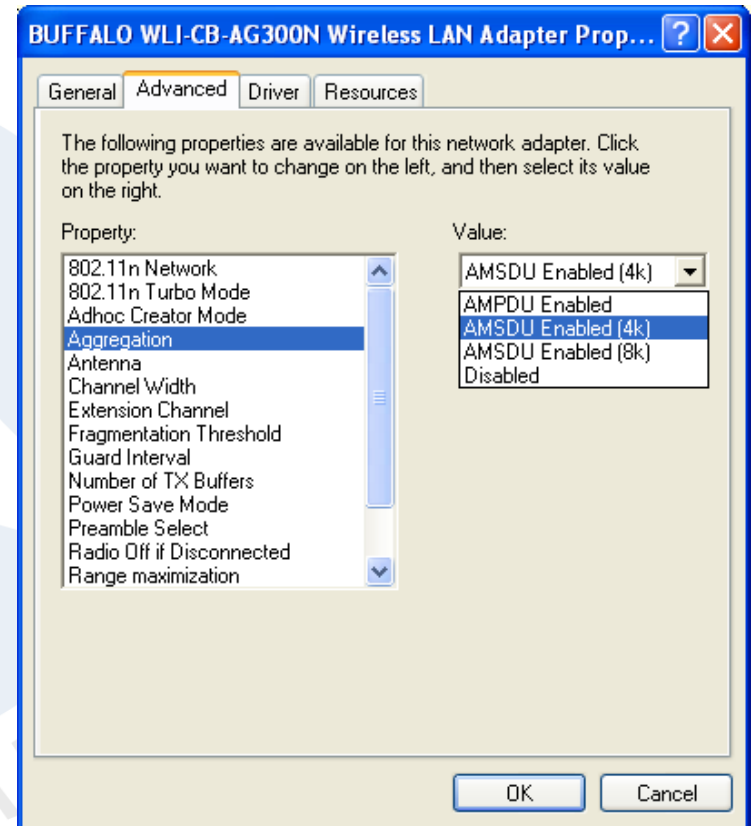 BUFFALO WLI-CB-AG300N Wireless LAN Adapter Prop...
General Advanced Driver Resources
The following properties are available for this network adapter. Click
the property you want to change on the left, and then select its value
on the right.
Property:
802.11n Network
802.11n Turbo Mode
Adhoc Creator Mode
Aggregation
Antenna
Channel Width
Extension Channel
Fragmentation Threshold
Guard Interval
Number of TX Buffers
Power Save Mode
Preamble Select
Radio Off if Disconnected
Range maximization
Value:
AMSDU Enabled (4k)
AMPDU Enabled
AMSDU Enabled (4k)
AMSDU Enabled (8k)
Disabled
OK Cancel